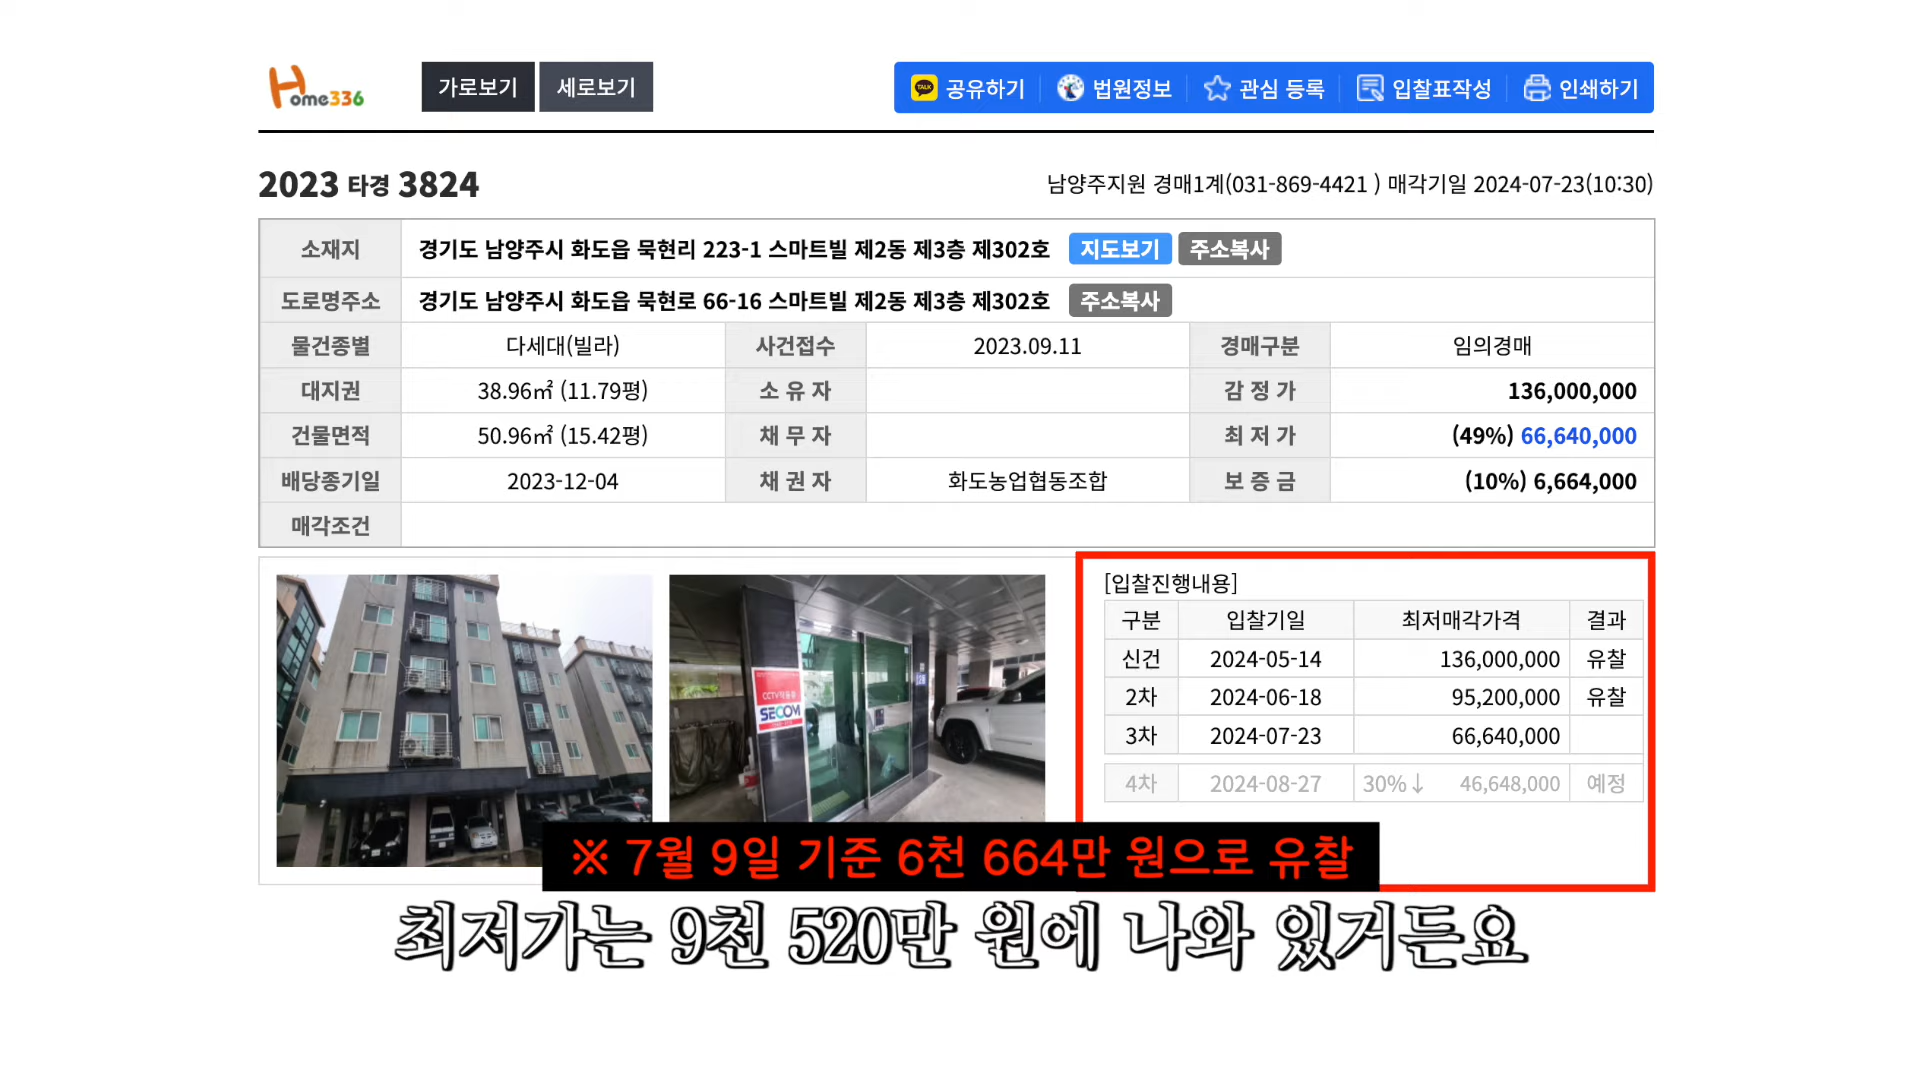 Home336
가로보기 세로보기
TALK 공유하기 법원정보 관심 등록 입찰표작성 인쇄하기
2023 타경 3824
남양주지원 경매1계(031-869-4421 ) 매각기일 2024-07-23(10:30)
소재지 경기도 남양주시 화도읍 묵현리 223-1 스마트빌 제2동 제3층 제302호 지도보기 주소복사
도로명주소 경기도 남양주시 화도읍 묵현로 66-16 스마트빌 제2동 제3층 제302호 주소복사
물건종별 다세대(빌라) 사건접수 2023.09.11 경매구분 임의경매
대지권 38.96㎡ (11.79평) 소 유 자 감 정 가 136,000,000
건물면적 50.96㎡ (15.42평) 채 무 자 최 저 가 (49%) 66,640,000
배당종기일 2023-12-04 채 권 자 화도농업협동조합 보 증 금 (10%) 6,664,000
매각조건
SECOM
[입찰진행내용]
구분 입찰기일 최저매각가격 결과
신건 2024-05-14 136,000,000 유찰
2차 2024-06-18 95,200,000 유찰
3차 2024-07-23 66,640,000
4차 2024-08-27 30%↓ 46,648,000 예정
※ 7월 9일 기준 6천 664만 원으로 유찰
최저가는 9천 520만 원에 나와 있거든요